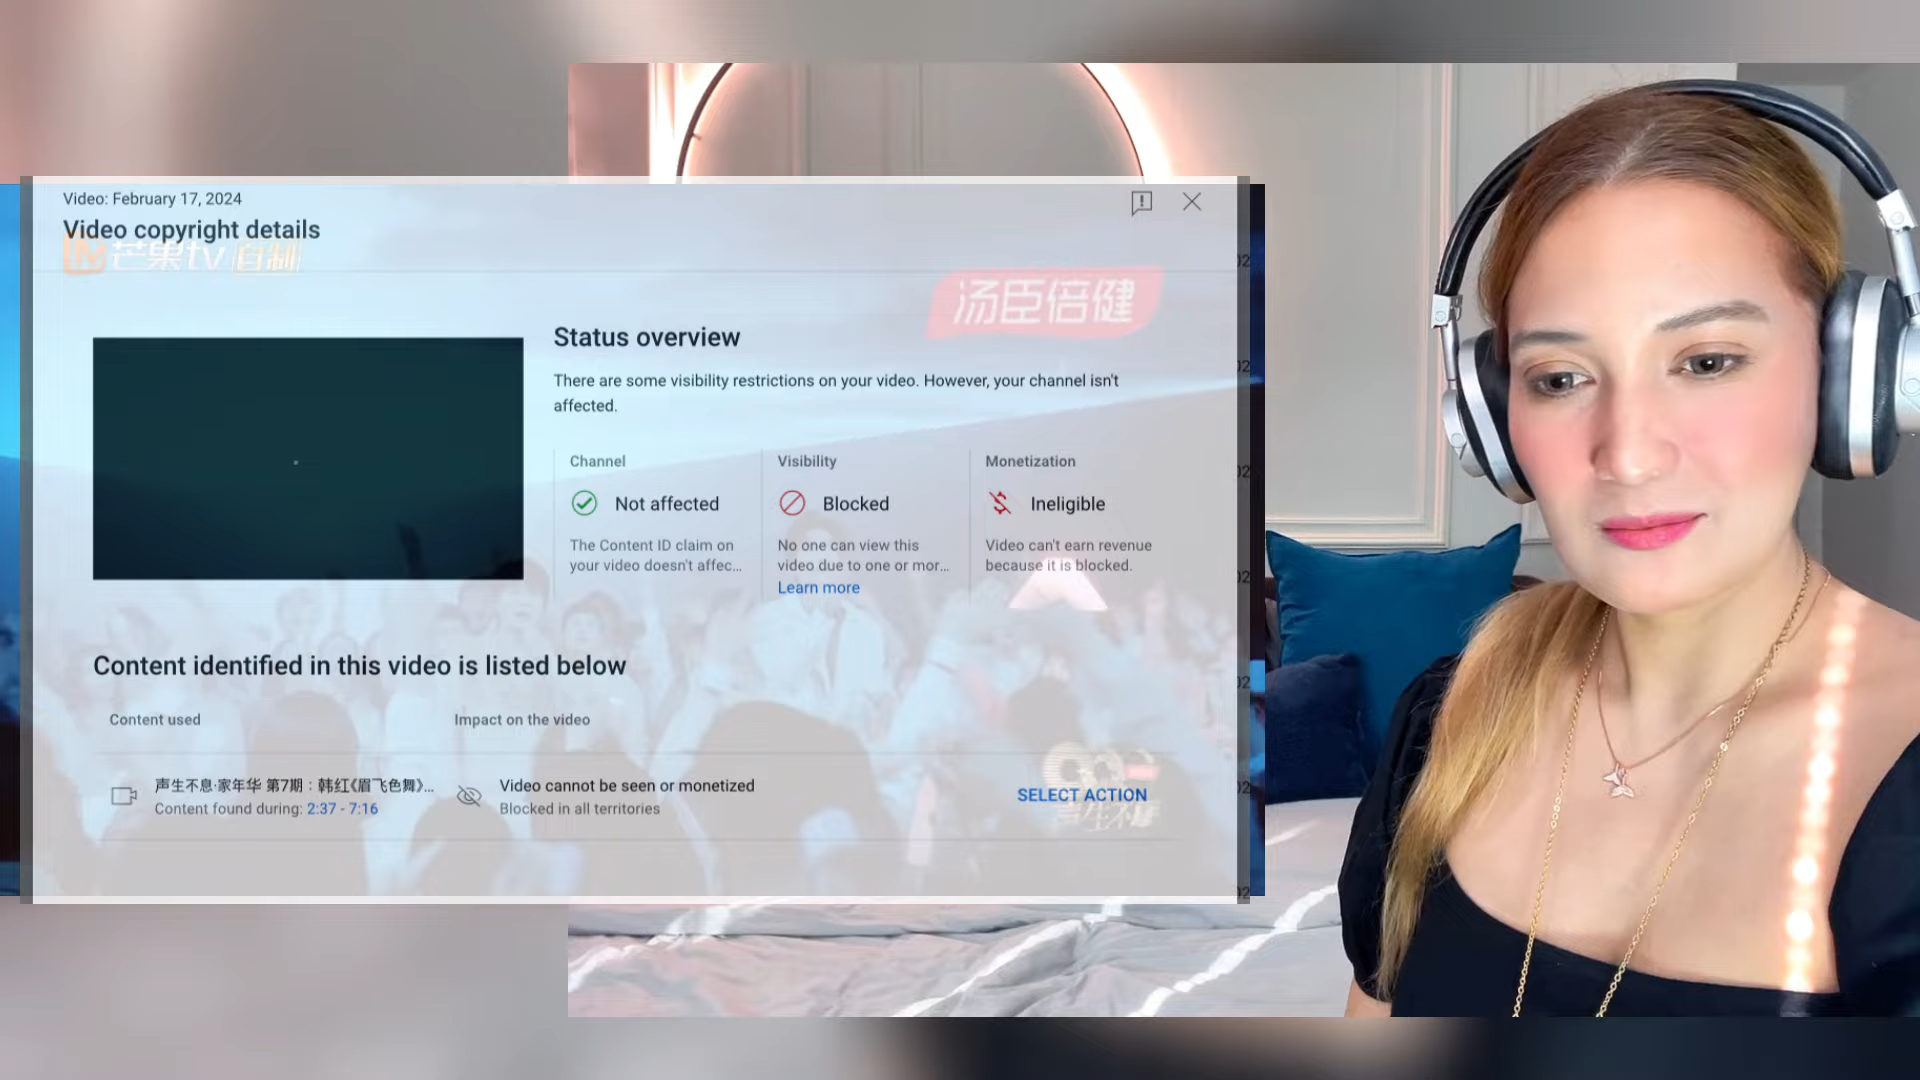 Video: February 17, 2024
Video copyright details
芒果tv 自制
汤臣倍健
Status overview
There are some visibility restrictions on your video. However, your channel isn't
affected.
Channel
Not affected
The Content ID claim on
your video doesn't affec...
Visibility
Blocked
No one can view this
video due to one or mor...
Learn more
Monetization
Ineligible
Video can't earn revenue
because it is blocked.
Content identified in this video is listed below
Content used
Impact on the video
声生不息·家年华 第7期：韩红《眉飞色舞》...
Content found during: 2:37 - 7:16
Video cannot be seen or monetized
Blocked in all territories
SELECT ACTION